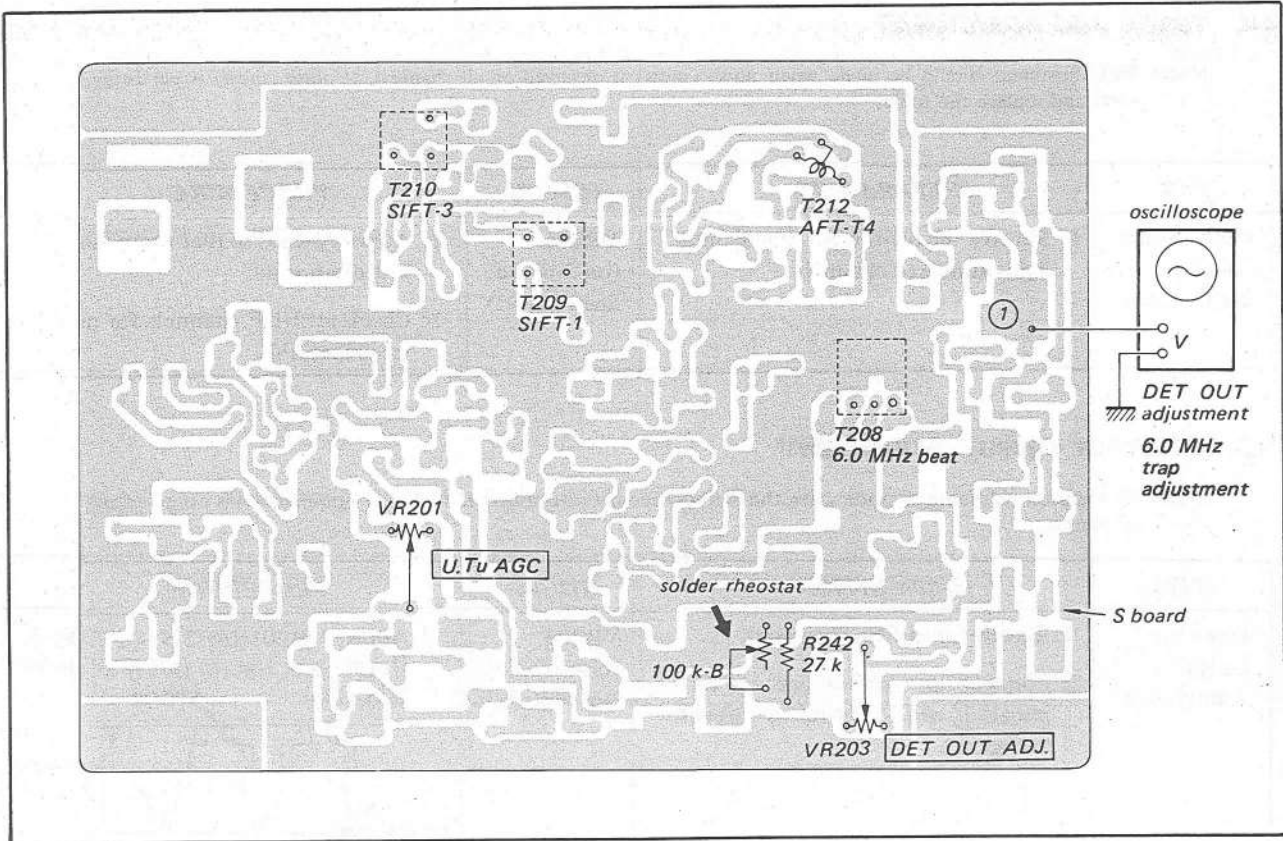 T210
SIFT-3
T209
SIFT-1
T212
AFT-T4
oscilloscope
1
V
DET OUT
adjustment
6.0 MHz
trap
adjustment
T208
6.0 MHz beat
VR201
U.Tu AGC
solder rheostat
S board
100 k-B
R242
27 k
VR203
DET OUT ADJ.